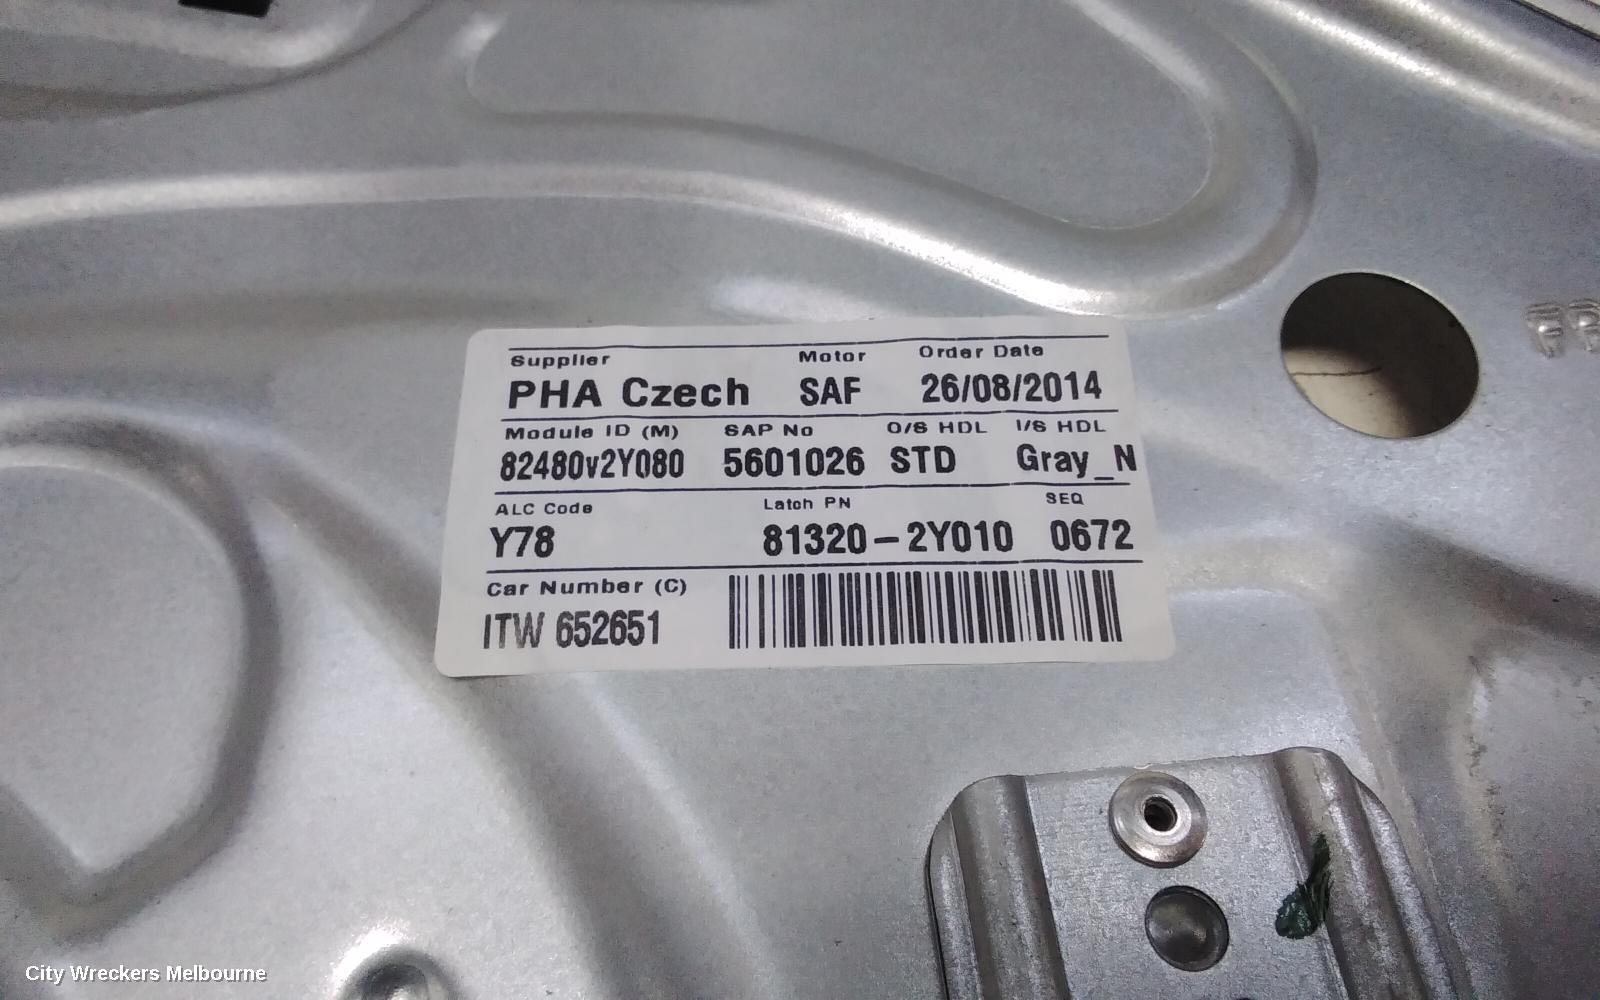 Supplier Motor Order Date
PHA Czech SAF 26/08/2014
Module ID (M) SAP No O/S HDL I/S HDL
82480v2Y080 5601026 STD Gray_N
ALC Code Latch PN SEQ
Y78 81320-2Y010 0672
Car Number (C)
ITW 652651
City Wreckers Melbourne